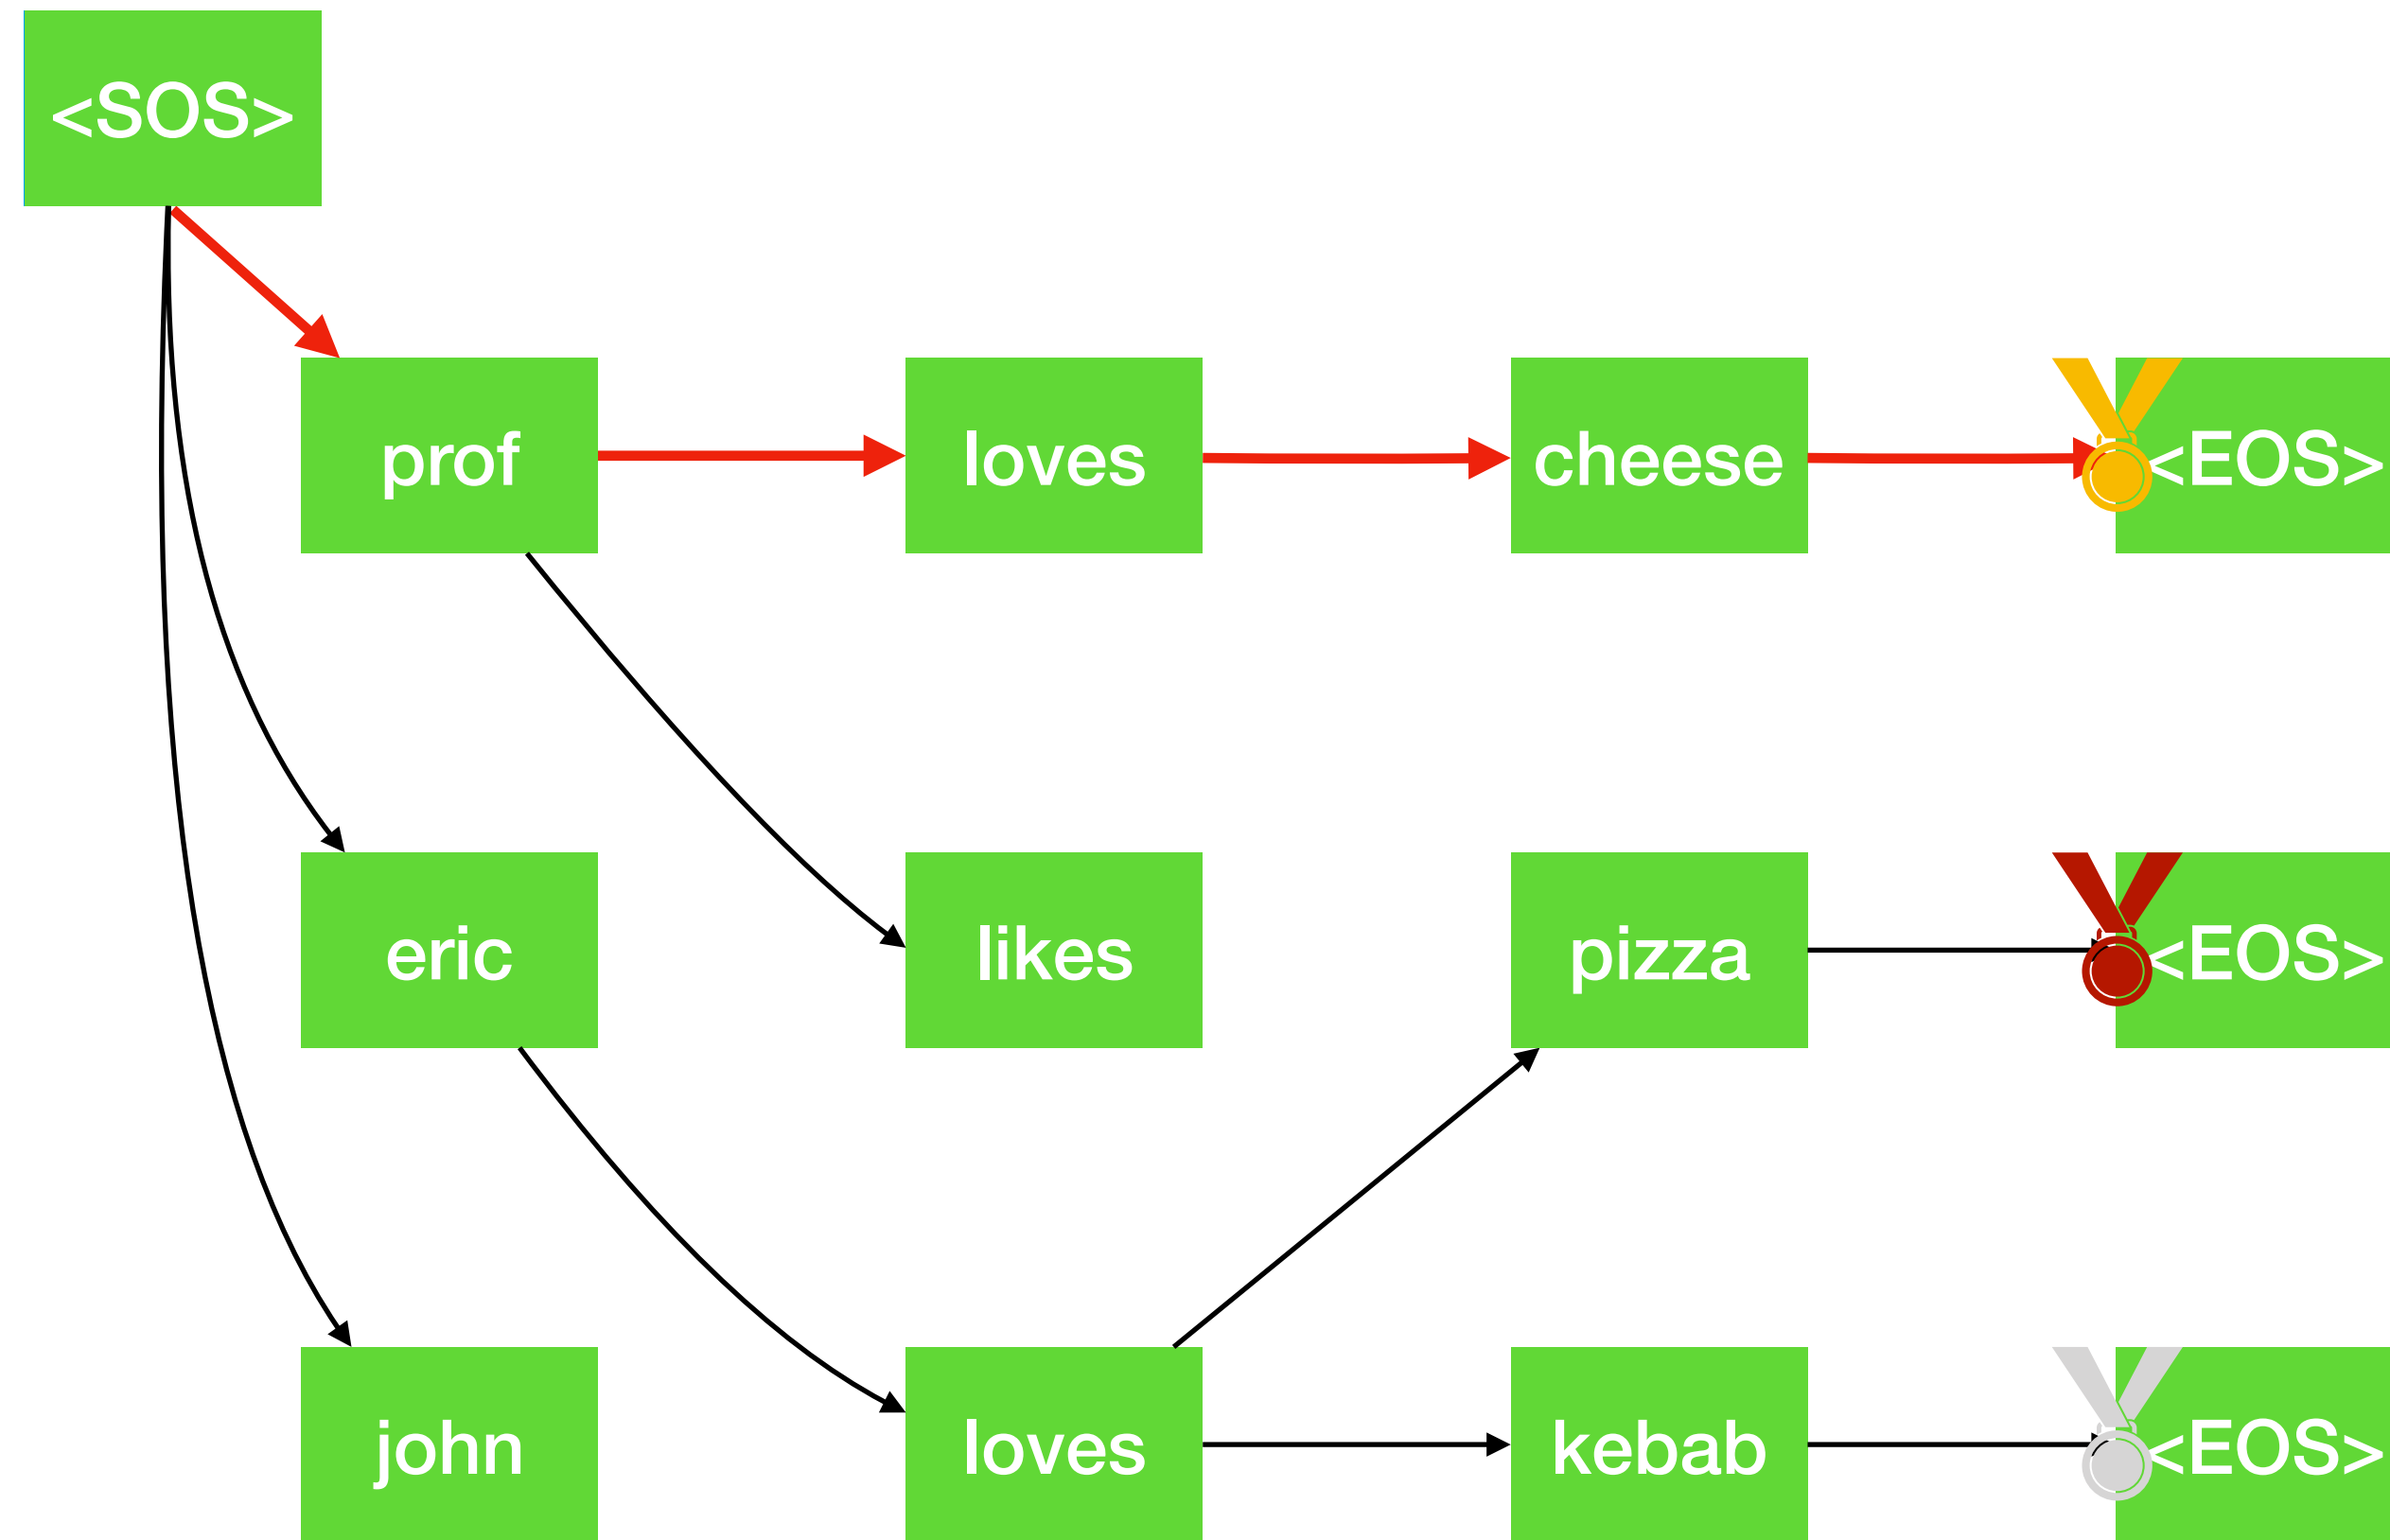 <SOS>
prof loves cheese <EOS>
eric likes pizza <EOS>
john loves kebab <EOS>